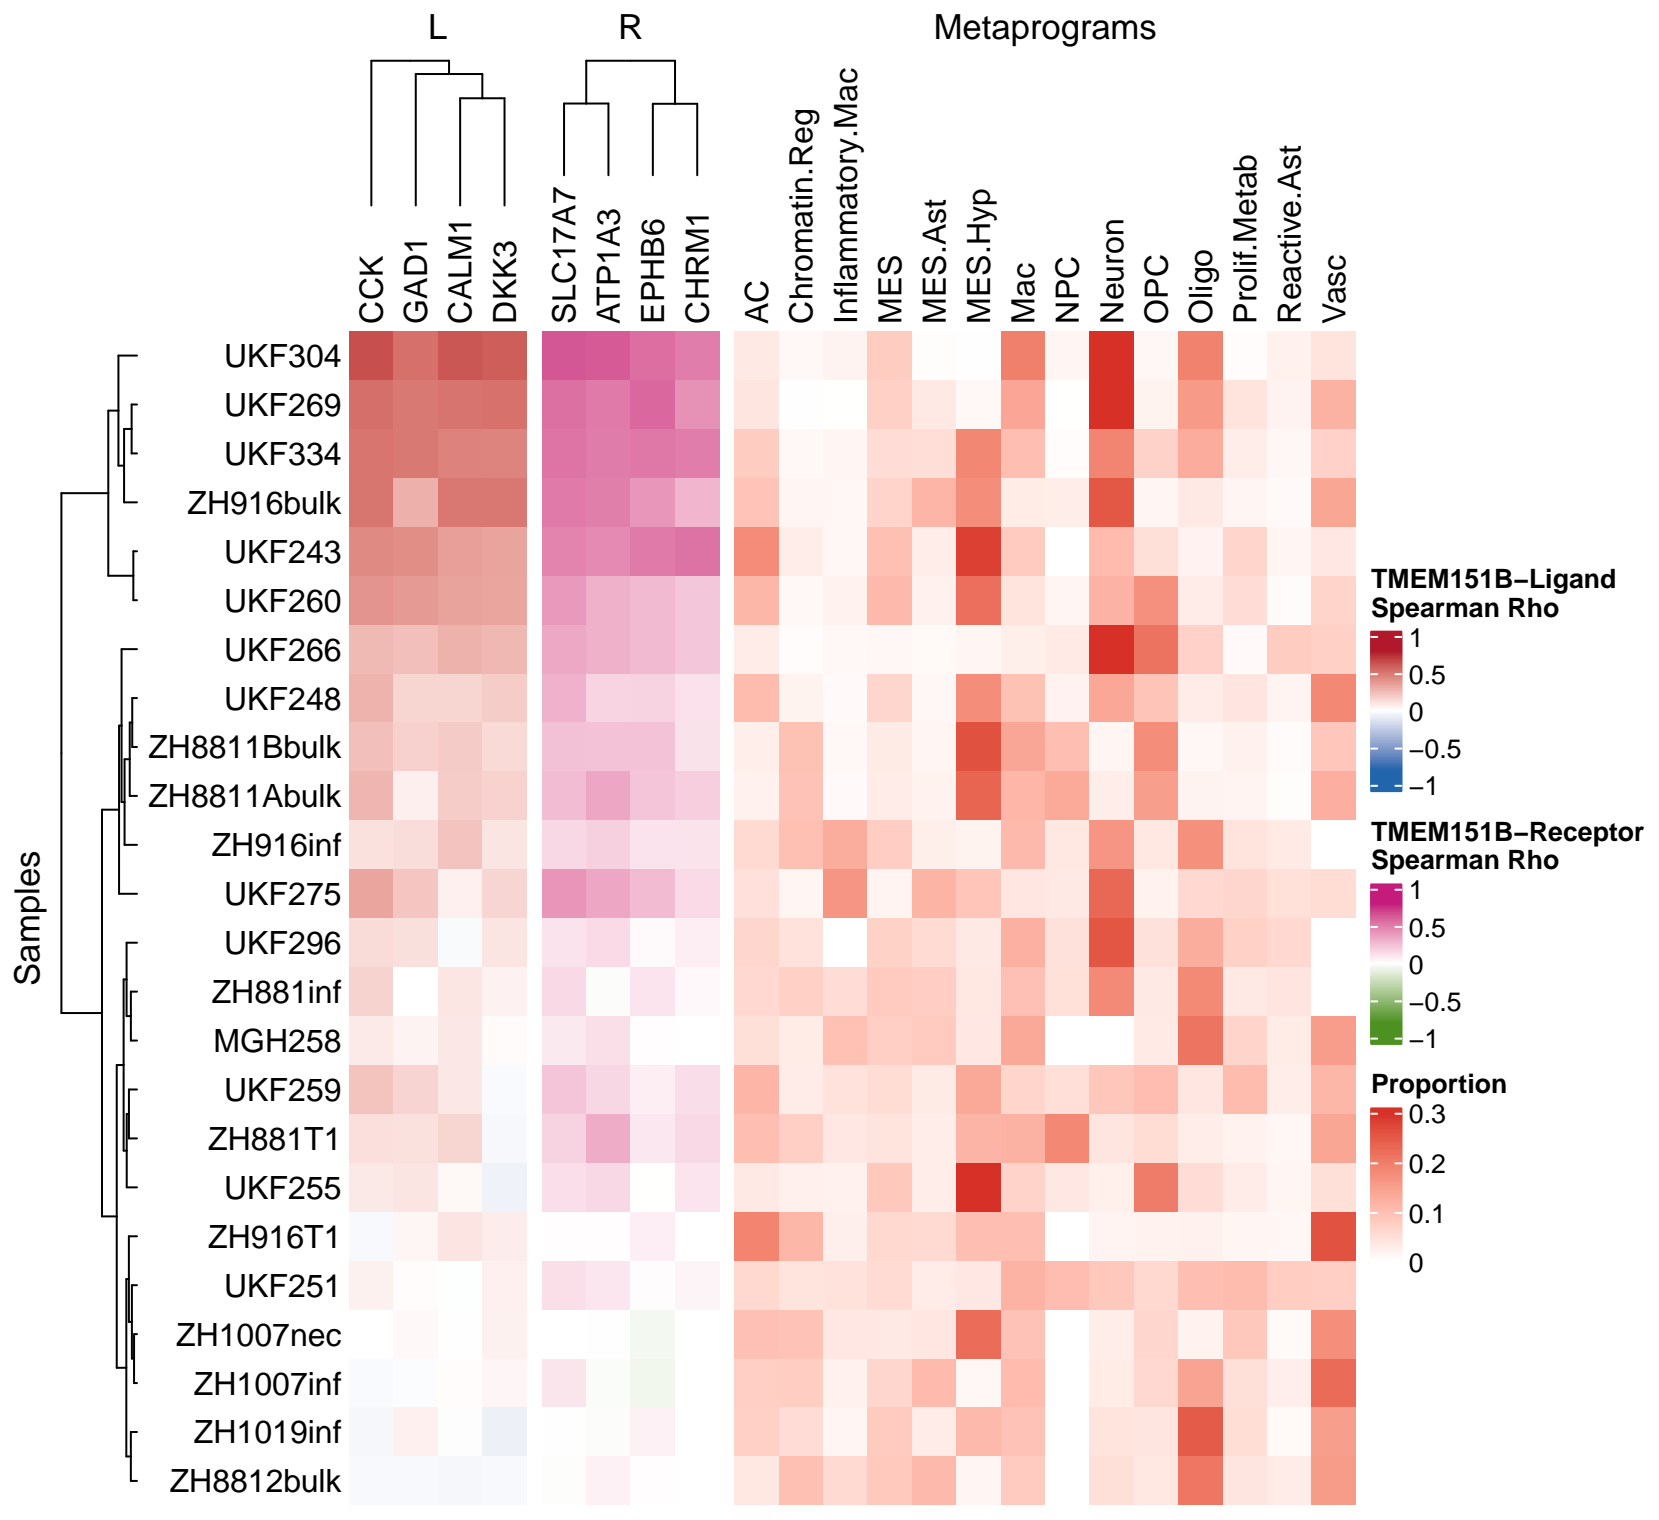 L
R
Metaprograms
CCK
GAD1
CALM1
DKK3
SLC17A7
ATP1A3
EPHB6
CHRM1
AC
Chromatin.Reg
Inflammatory.Mac
MES
MES.Ast
MES.Hyp
Mac
NPC
Neuron
OPC
Oligo
Prolif.Metab
Reactive.Ast
Vasc
Samples
UKF304
UKF269
UKF334
ZH916bulk
UKF243
UKF260
UKF266
UKF248
ZH8811Bbulk
ZH8811Abulk
ZH916inf
UKF275
UKF296
ZH881inf
MGH258
UKF259
ZH881T1
UKF255
ZH916T1
UKF251
ZH1007nec
ZH1007inf
ZH1019inf
ZH8812bulk
TMEM151B−Ligand
Spearman Rho
1
0.5
0
−0.5
−1
TMEM151B−Receptor
Spearman Rho
1
0.5
0
−0.5
−1
Proportion
0.3
0.2
0.1
0